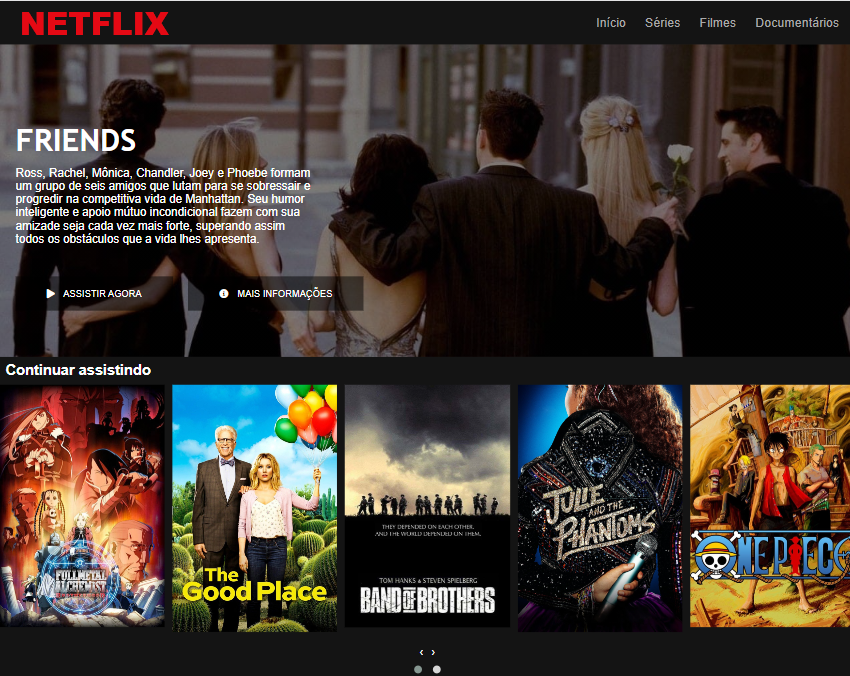 NETFLIX
Início Séries Filmes Documentários
FRIENDS
Ross, Rachel, Mônica, Chandler, Joey e Phoebe formam
um grupo de seis amigos que lutam para se sobressair e
progredir na competitiva vida de Manhattan. Seu humor
inteligente e apoio mútuo incondicional fazem com sua
amizade seja cada vez mais forte, superando assim
todos os obstáculos que a vida lhes apresenta.
ASSISTIR AGORA
MAIS INFORMAÇÕES
Continuar assistindo
FULLMETAL
ALCHEMIST
The
Good Place
THEY DEPENDED ON EACH OTHER.
AND THE WORLD DEPENDED ON THEM.
TOM HANKS & STEVEN SPIELBERG
BAND OF BROTHERS
JULIE
AND THE
PHANTOMS
ONE PIECE
‹ ›